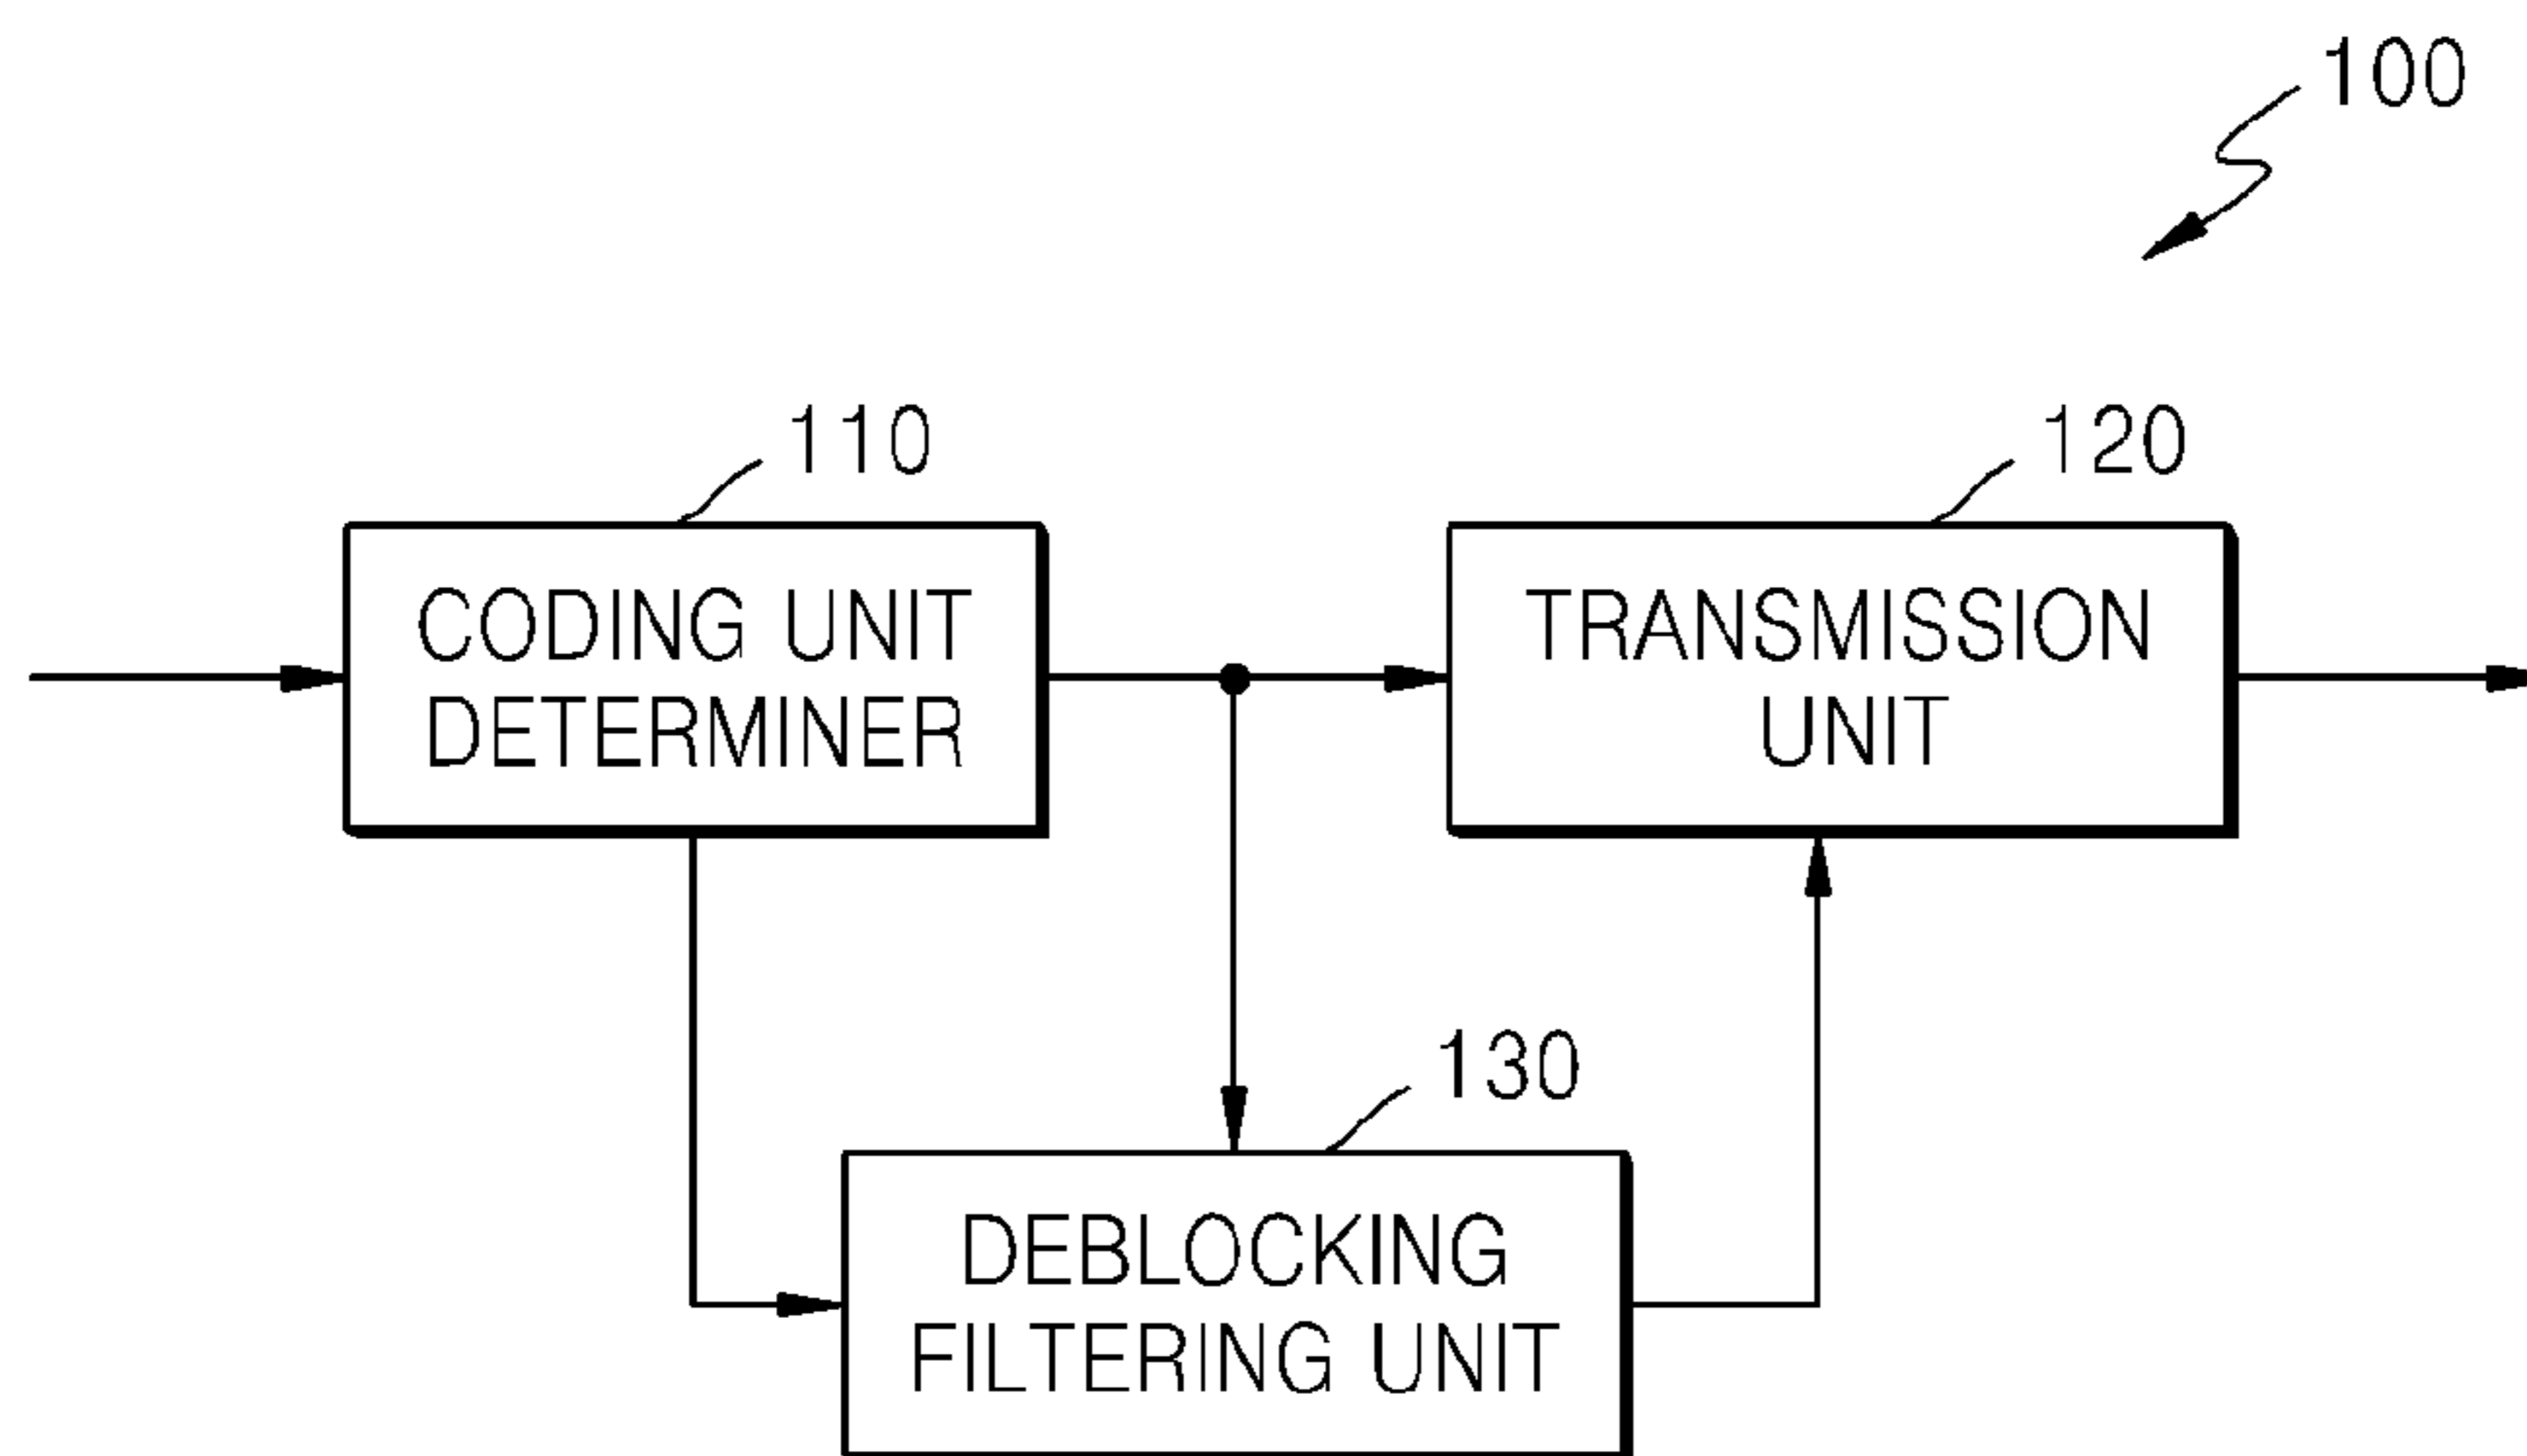 100
110
120
CODING UNIT
DETERMINER
TRANSMISSION
UNIT
130
DEBLOCKING
FILTERING UNIT